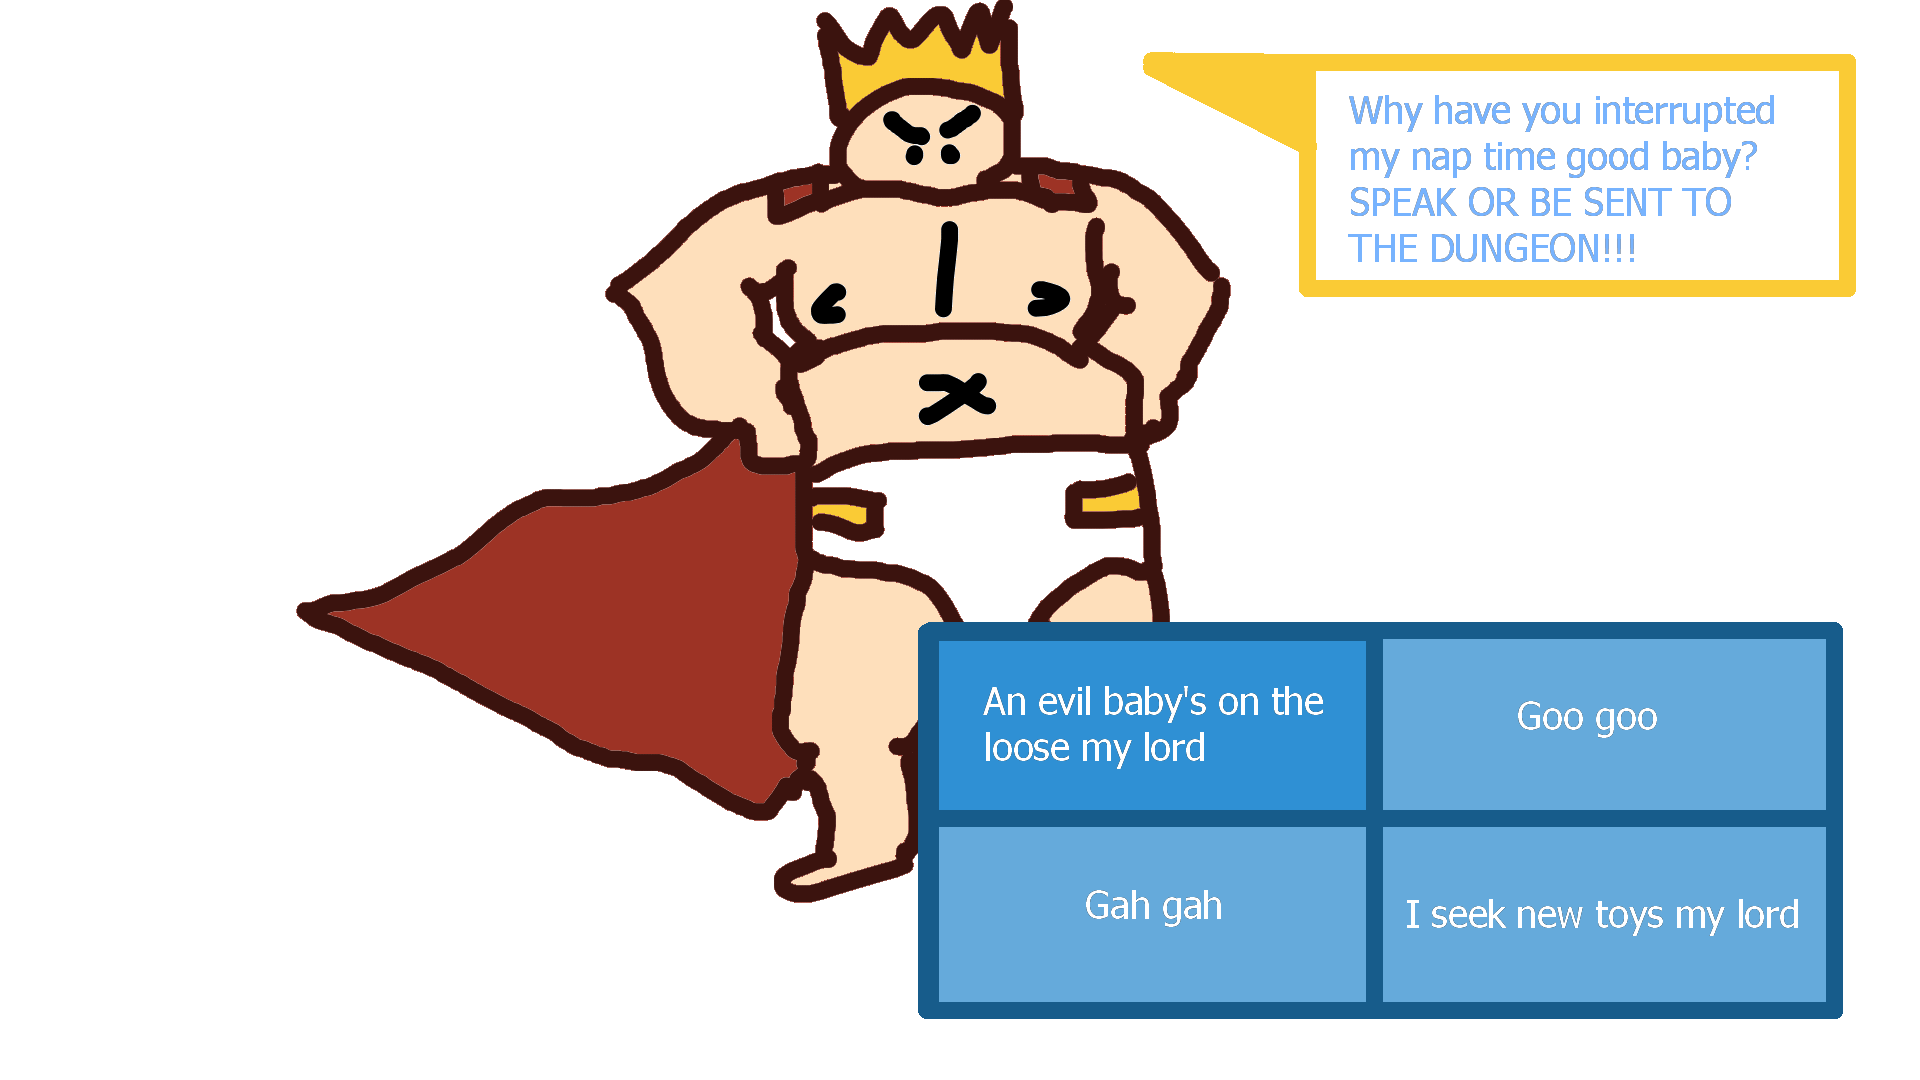 Why have you interrupted
my nap time good baby?
SPEAK OR BE SENT TO
THE DUNGEON!!!
An evil baby's on the
loose my lord
Goo goo
Gah gah
I seek new toys my lord